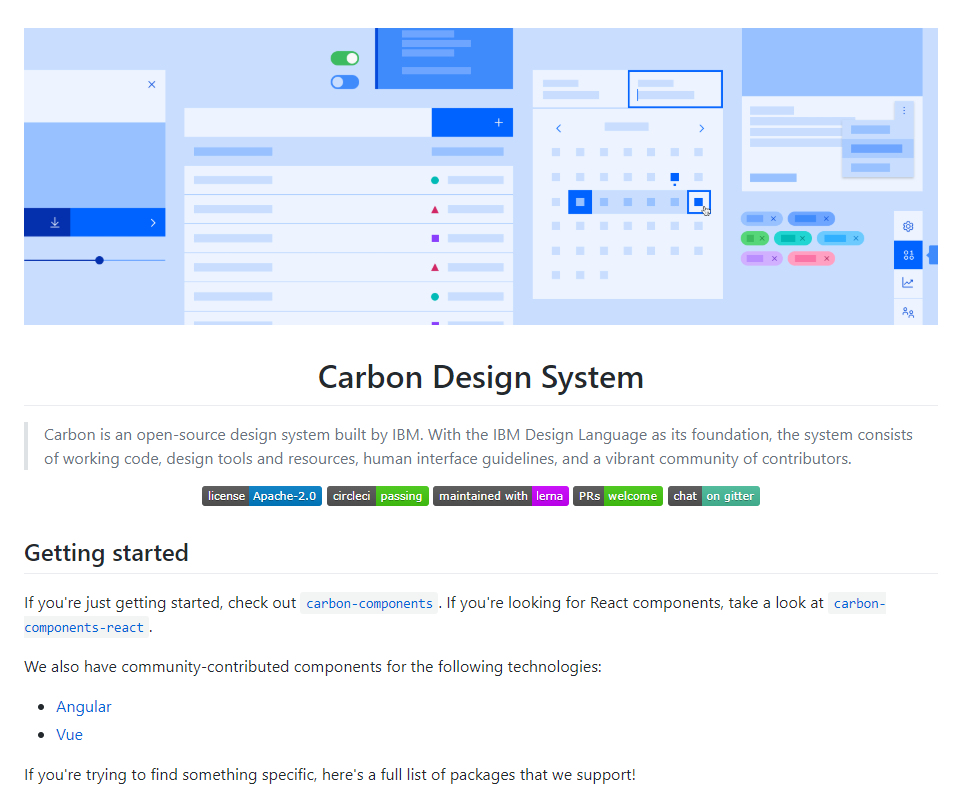 Carbon Design System
Carbon is an open-source design system built by IBM. With the IBM Design Language as its foundation, the system consists
of working code, design tools and resources, human interface guidelines, and a vibrant community of contributors.
license Apache-2.0 circleci passing maintained with lerna PRs welcome chat on gitter
Getting started
If you're just getting started, check out carbon-components. If you're looking for React components, take a look at carbon-
components-react.
We also have community-contributed components for the following technologies:
• Angular
• Vue
If you're trying to find something specific, here's a full list of packages that we support!